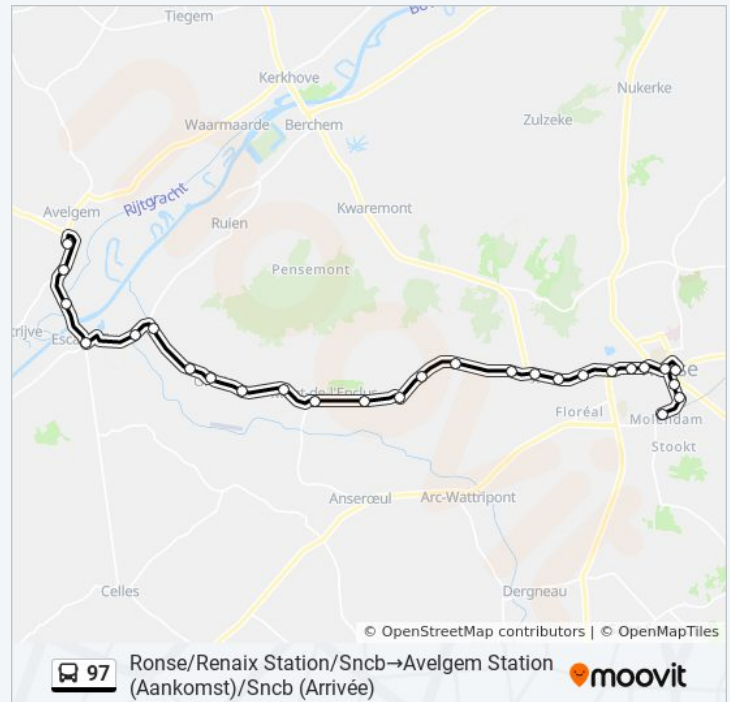 Tiegem
Kerkhove
Nukerke
Waarmaarde
Berchem
Zulzeke
Rijtgracht
Avelgem
Kwaremont
Ruien
Pensemont
Floréal
Molendam
Stookt
Anserœul
Arc-Wattripont
Celles
Dergneau
© OpenStreetMap contributors | © OpenMapTiles
97
Ronse/Renaix Station/Sncb→Avelgem Station
(Aankomst)/Sncb (Arrivée)
moovit